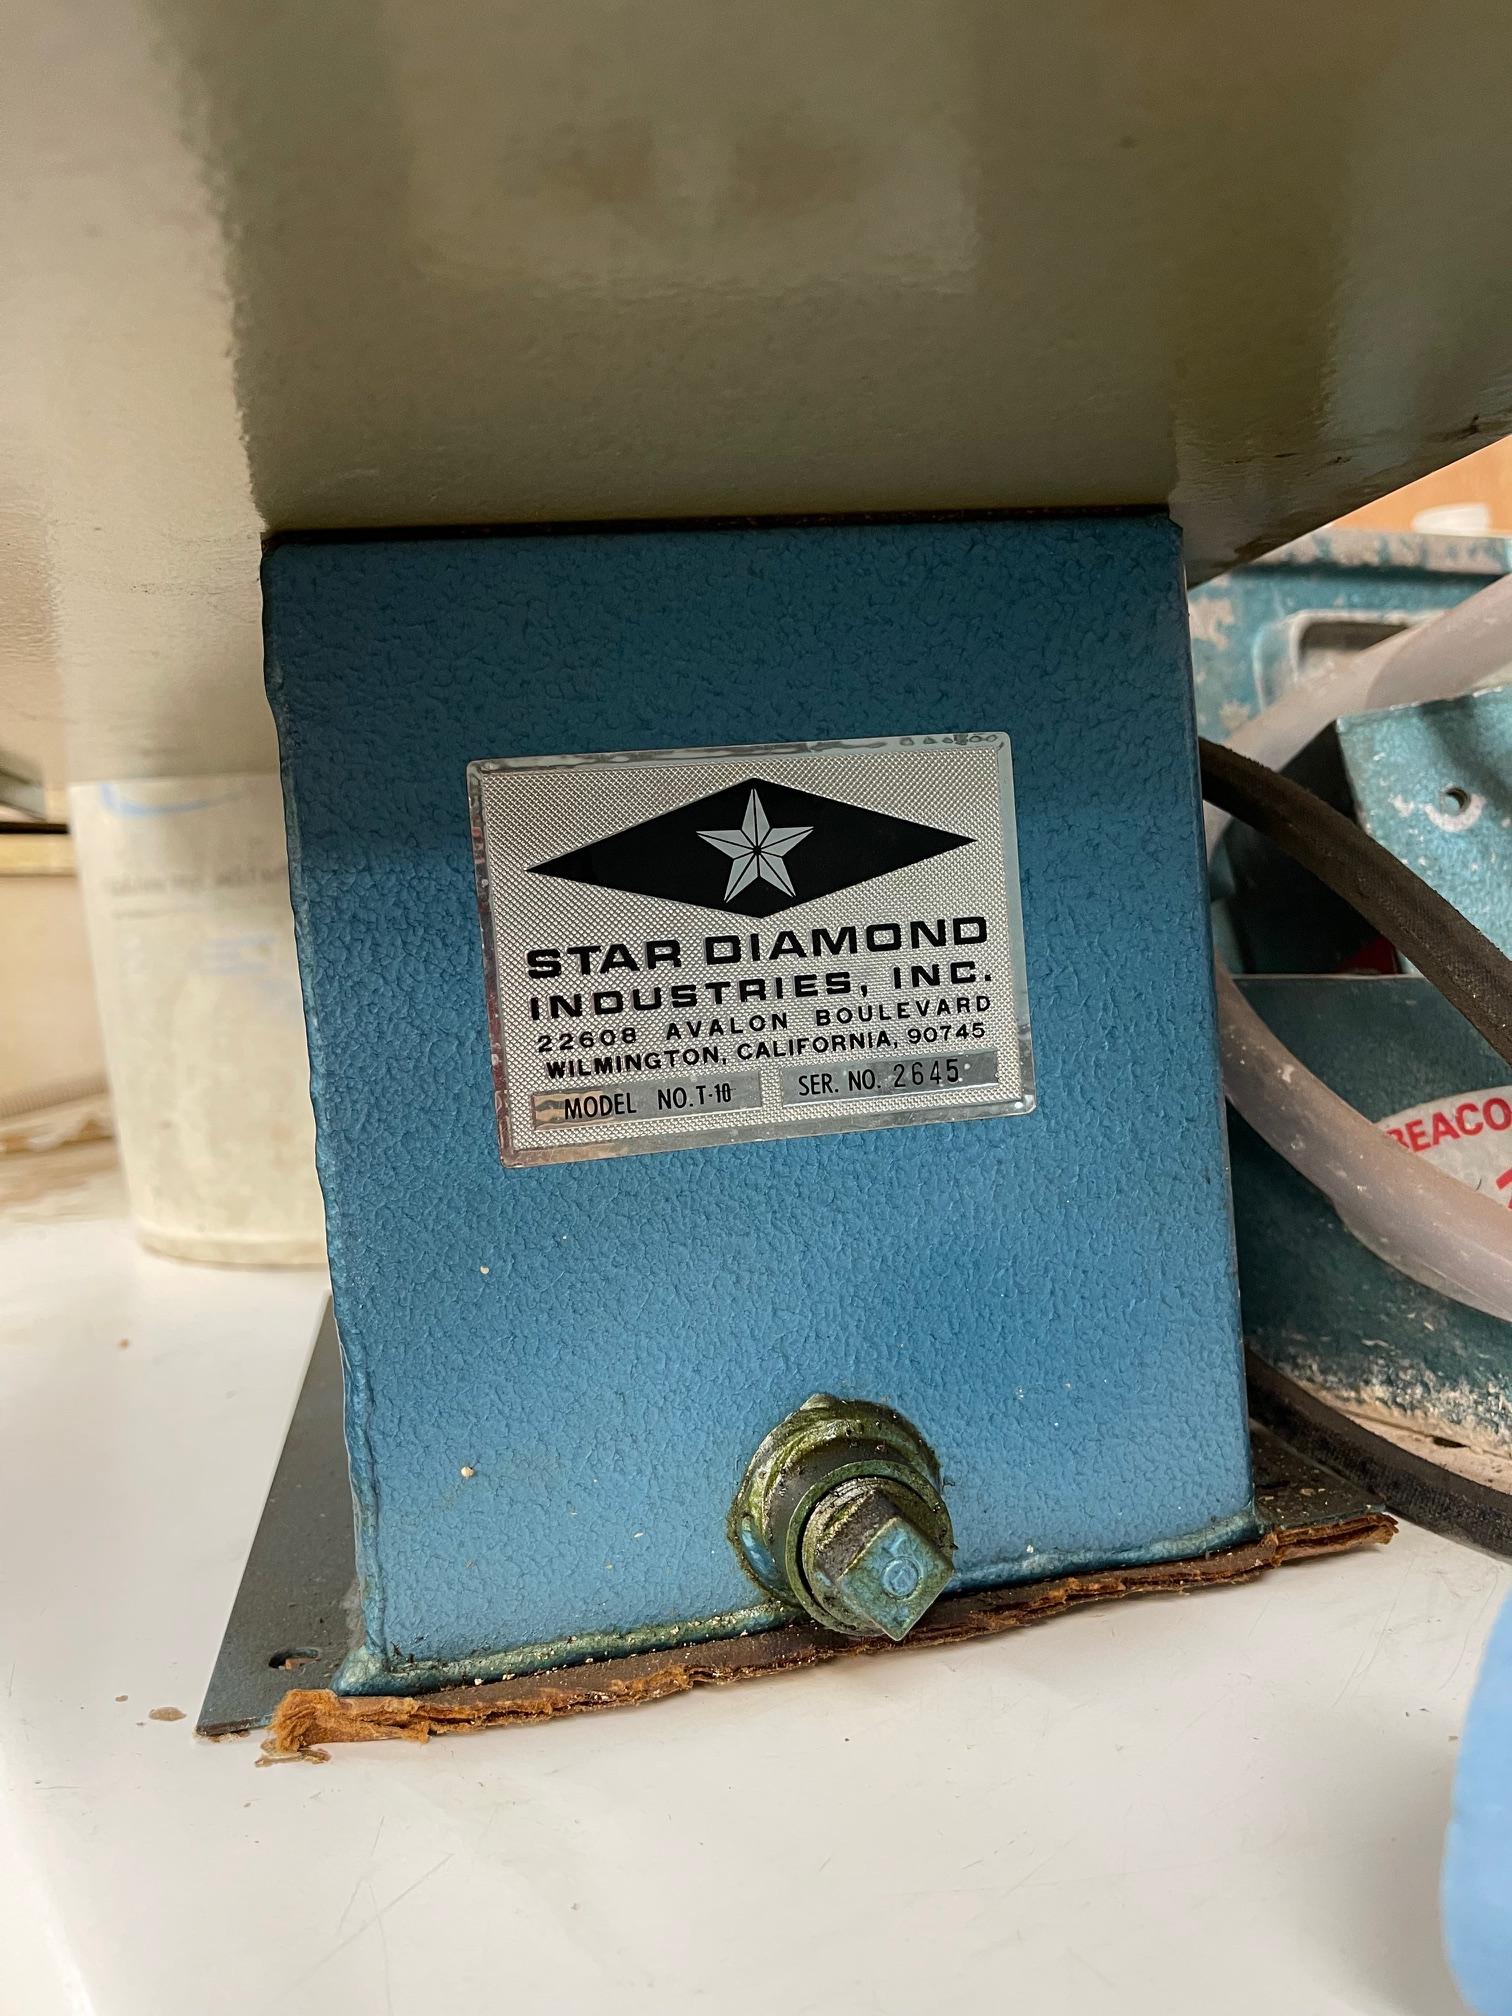 STAR DIAMOND
INDUSTRIES, INC.
22608 AVALON BOULEVARD
WILMINGTON, CALIFORNIA, 90745
MODEL NO. T-10
SER. NO. 2645
BEACO